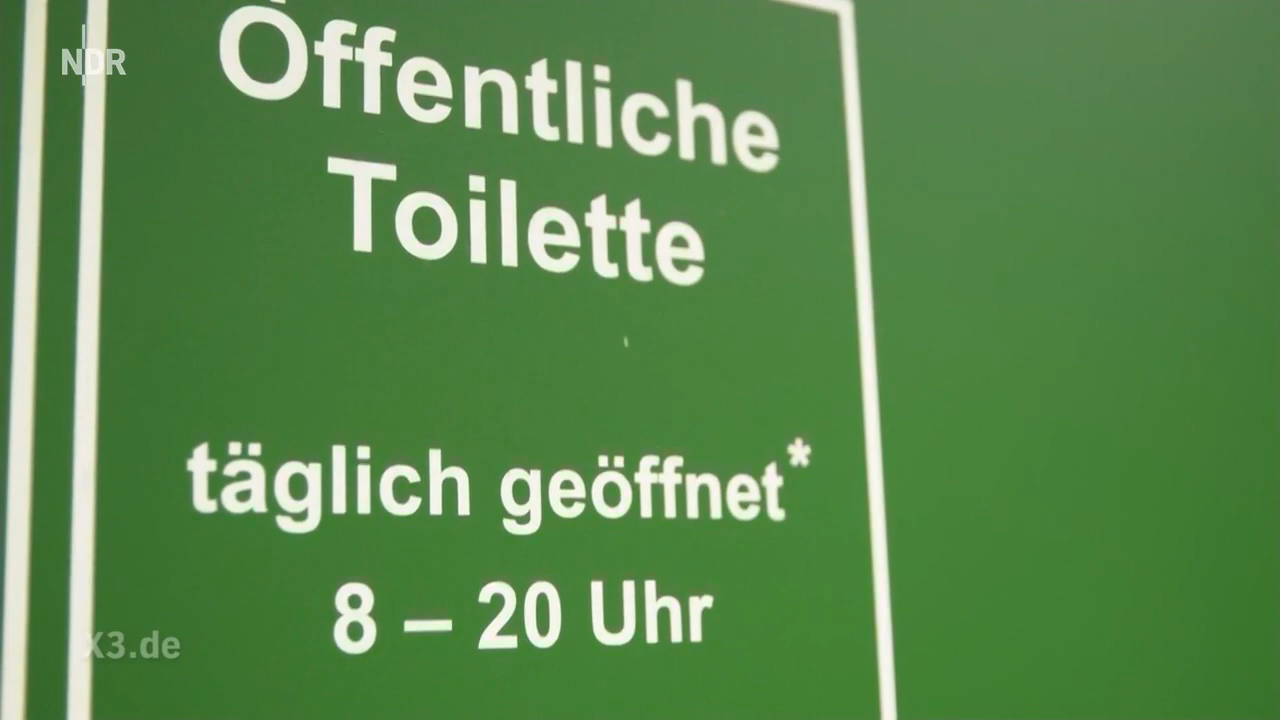 NDR
Öffentliche
Toilette
täglich geöffnet*
8 – 20 Uhr
X3.de